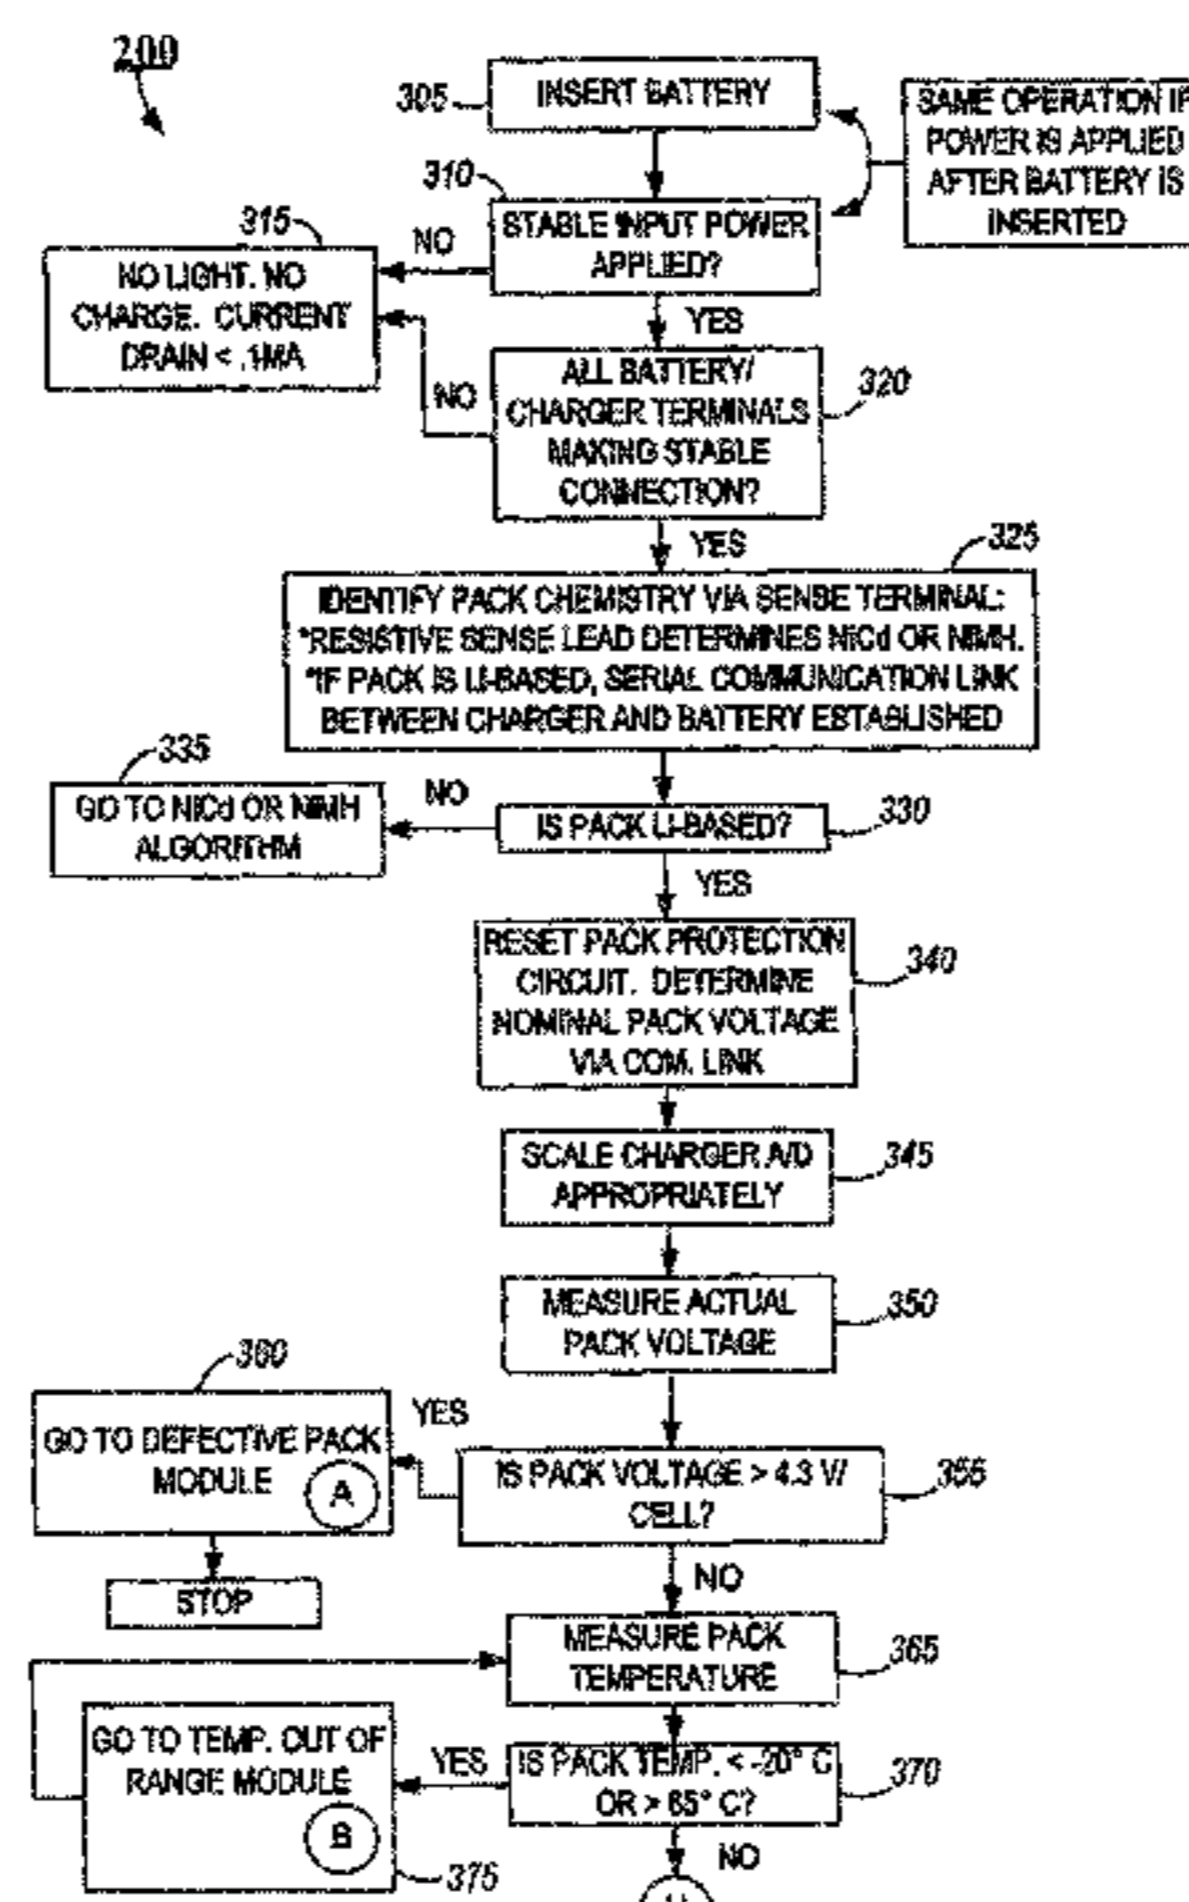 200
305
INSERT BATTERY
SAME OPERATION IF
POWER IS APPLIED
AFTER BATTERY IS
INSERTED
310
STABLE INPUT POWER
APPLIED?
NO
315
NO LIGHT. NO
CHARGE. CURRENT
DRAIN < .1MA
YES
ALL BATTERY/
CHARGER TERMINALS
MAKING STABLE
CONNECTION?
320
NO
YES
325
IDENTIFY PACK CHEMISTRY VIA SENSE TERMINAL:
*RESISTIVE SENSE LEAD DETERMINES NiCd OR NiMH.
*IF PACK IS LI-BASED, SERIAL COMMUNICATION LINK
BETWEEN CHARGER AND BATTERY ESTABLISHED
335
GO TO NiCd OR NiMH
ALGORITHM
NO
IS PACK LI-BASED?
330
YES
RESET PACK PROTECTION
CIRCUIT. DETERMINE
NOMINAL PACK VOLTAGE
VIA COM. LINK
340
SCALE CHARGER A/D
APPROPRIATELY
345
MEASURE ACTUAL
PACK VOLTAGE
350
360
GO TO DEFECTIVE PACK
MODULE
A
YES
IS PACK VOLTAGE > 4.3 V/
CELL?
355
STOP
NO
MEASURE PACK
TEMPERATURE
365
GO TO TEMP. OUT OF
RANGE MODULE
B
375
YES
IS PACK TEMP. < -20° C
OR > 65° C?
370
NO